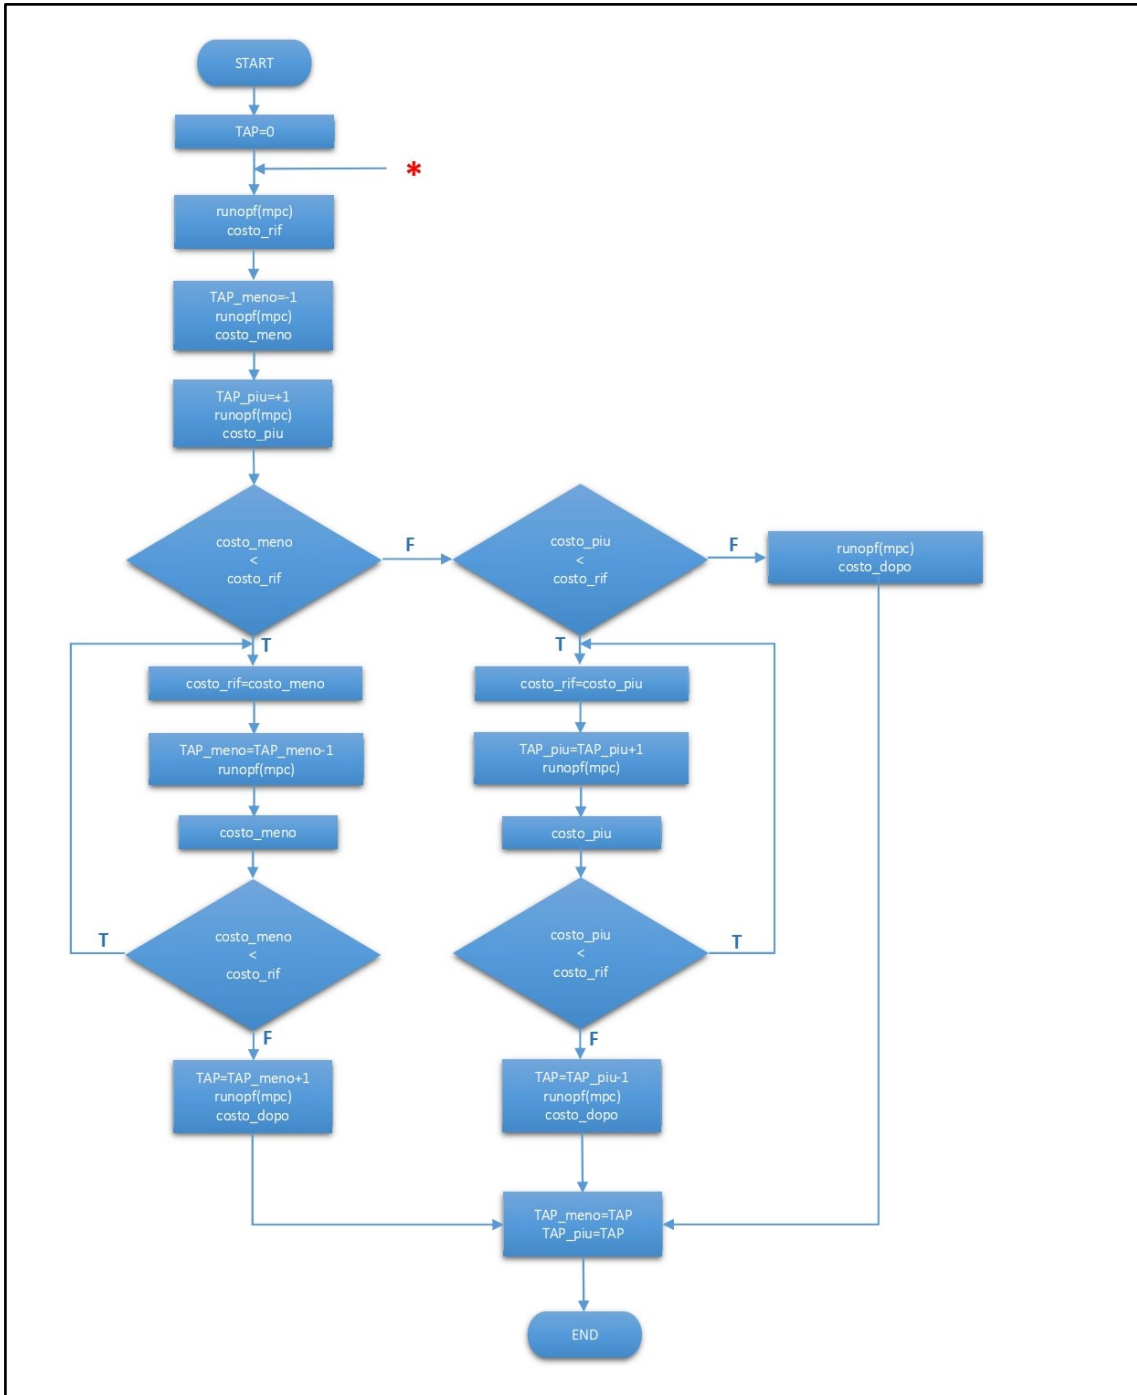 START
TAP=0
*
runopf(mpc)
costo_rif
TAP_meno=-1
runopf(mpc)
costo_meno
TAP_piu=+1
runopf(mpc)
costo_piu
costo_meno
<
costo_rif
F
costo_piu
<
costo_rif
F
runopf(mpc)
costo_dopo
T
costo_rif=costo_meno
TAP_meno=TAP_meno-1
runopf(mpc)
costo_meno
costo_meno
<
costo_rif
T
F
TAP=TAP_meno+1
runopf(mpc)
costo_dopo
T
costo_rif=costo_piu
TAP_piu=TAP_piu+1
runopf(mpc)
costo_piu
costo_piu
<
costo_rif
T
F
TAP=TAP_piu-1
runopf(mpc)
costo_dopo
TAP_meno=TAP
TAP_piu=TAP
END